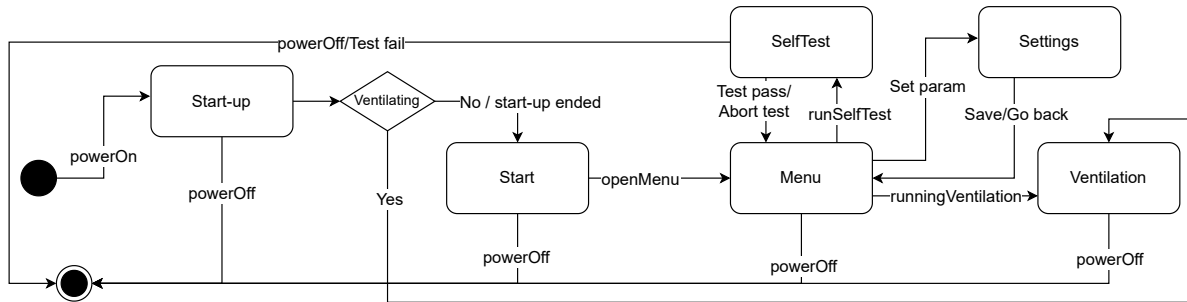 SelfTest
Settings
powerOff/Test fail
Start-up
Ventilating
No / start-up ended
Test pass/
Abort test
runSelfTest
Set param
Save/Go back
powerOn
powerOff
Yes
Start
openMenu
Menu
runningVentilation
Ventilation
powerOff
powerOff
powerOff